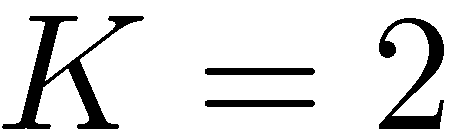 K = 2